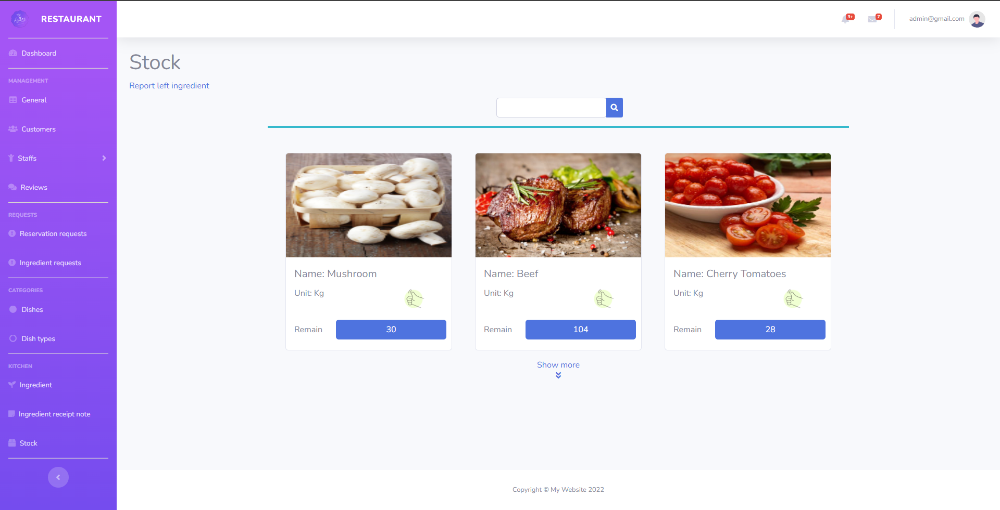 RESTAURANT
3+
7
admin@gmail.com
Dashboard
MANAGEMENT
General
Customers
Staffs
Reviews
REQUESTS
Reservation requests
Ingredient requests
CATEGORIES
Dishes
Dish types
KITCHEN
Ingredient
Ingredient receipt note
Stock
Stock
Report left ingredient
Name: Mushroom
Unit: Kg
Remain
30
Name: Beef
Unit: Kg
Remain
104
Name: Cherry Tomatoes
Unit: Kg
Remain
28
Show more
Copyright © My Website 2022